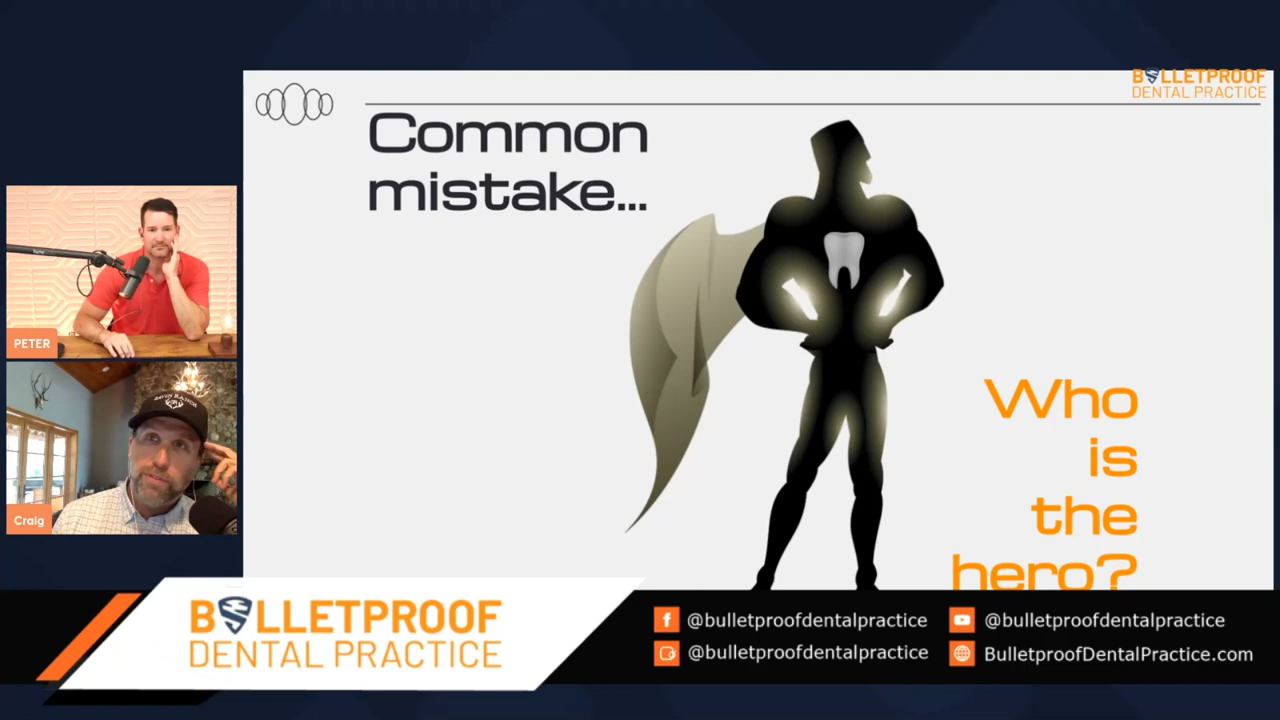 BULLETPROOF
DENTAL PRACTICE
Common
mistake...
Who
is
the
hero?
PETER
Craig
BULLETPROOF
DENTAL PRACTICE
@bulletproofdentalpractice
@bulletproofdentalpractice
@bulletproofdentalpractice
BulletproofDentalPractice.com